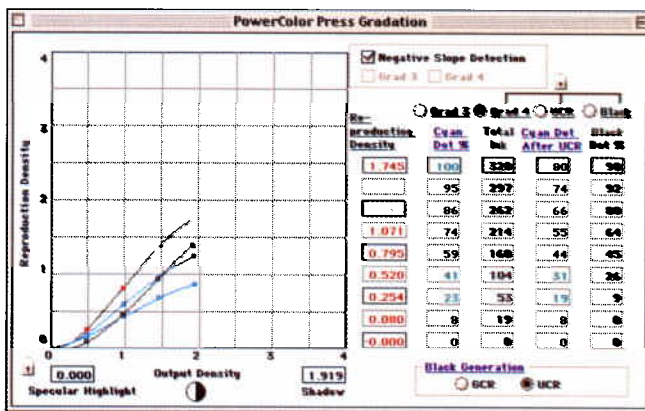 PowerColor Press Gradation
4
3
2
1
0
Reproduction Density
0 1 2 3 4
0.000 Output Density 1.919
Specular Highlight Shadow
Negative Slope Detection
Grad 3 Grad 4
Grad 3 Grad 4 UCR Black
Re-production Density
Cyan Dot %
Total Ink
Cyan Dot After UCR
Black Dot %
1.745 100 320 80 98
95 297 74 92
86 262 66 80
1.071 74 214 55 64
0.795 59 160 44 45
0.520 41 104 31 26
0.254 23 53 19 9
0.080 8 19 8 0
-0.000 0 0 0 0
Black Generation
GCR UCR